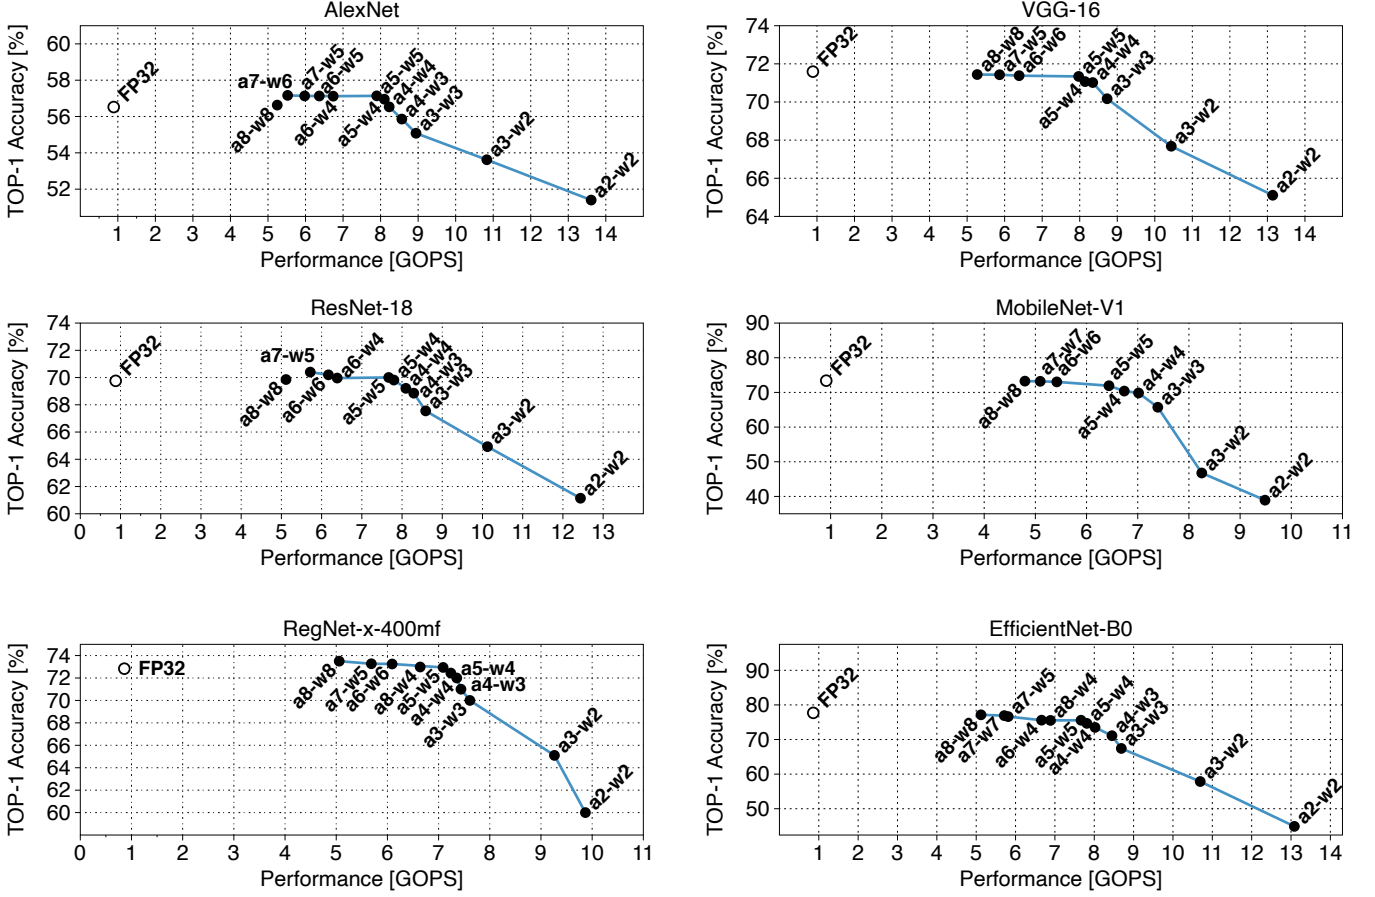 AlexNet
TOP-1 Accuracy [%]
60
58
56
54
52
FP32
a8-w8
a7-w6
a7-w5
a6-w5
a6-w4
a5-w5
a5-w4
a4-w4
a4-w3
a3-w3
a3-w2
a2-w2
1 2 3 4 5 6 7 8 9 10 11 12 13 14
Performance [GOPS]
VGG-16
TOP-1 Accuracy [%]
74
72
70
68
66
64
FP32
a8-w8
a7-w5
a6-w6
a5-w5
a5-w4
a4-w4
a3-w3
a3-w2
a2-w2
1 2 3 4 5 6 7 8 9 10 11 12 13 14
Performance [GOPS]
ResNet-18
TOP-1 Accuracy [%]
74
72
70
68
66
64
62
60
FP32
a8-w8
a7-w5
a6-w6
a6-w4
a5-w5
a5-w4
a4-w4
a4-w3
a3-w3
a3-w2
a2-w2
0 1 2 3 4 5 6 7 8 9 10 11 12 13
Performance [GOPS]
MobileNet-V1
TOP-1 Accuracy [%]
90
80
70
60
50
40
FP32
a8-w8
a7-w7
a6-w6
a5-w5
a5-w4
a4-w4
a3-w3
a3-w2
a2-w2
1 2 3 4 5 6 7 8 9 10 11
Performance [GOPS]
RegNet-x-400mf
TOP-1 Accuracy [%]
74
72
70
68
66
64
62
60
FP32
a8-w8
a7-w5
a6-w6
a8-w4
a5-w5
a5-w4
a4-w4
a4-w3
a3-w3
a3-w2
a2-w2
0 1 2 3 4 5 6 7 8 9 10 11
Performance [GOPS]
EfficientNet-B0
TOP-1 Accuracy [%]
90
80
70
60
50
FP32
a8-w8
a7-w7
a7-w5
a6-w4
a8-w4
a5-w5
a5-w4
a4-w4
a4-w3
a3-w3
a3-w2
a2-w2
1 2 3 4 5 6 7 8 9 10 11 12 13 14
Performance [GOPS]